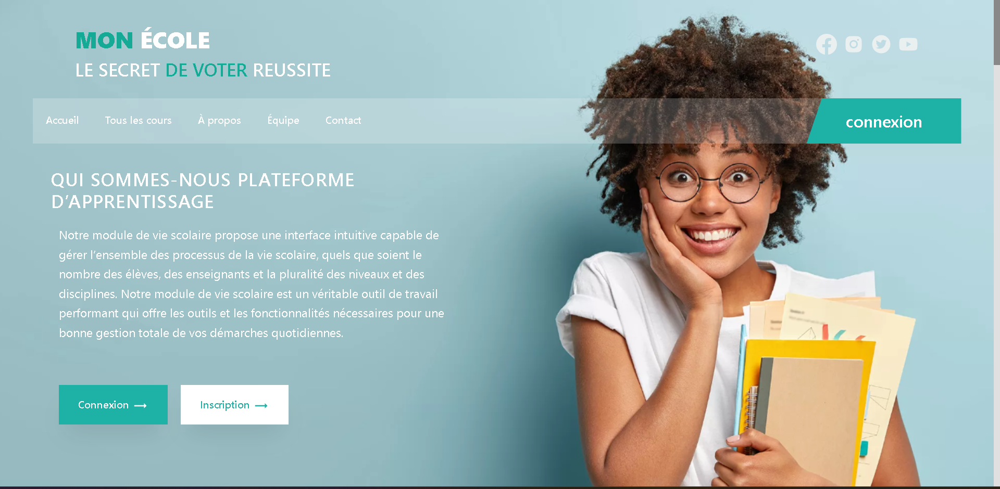 MON ÉCOLE
LE SECRET DE VOTER REUSSITE
Accueil Tous les cours À propos Équipe Contact connexion
QUI SOMMES-NOUS PLATEFORME
D’APPRENTISSAGE
Notre module de vie scolaire propose une interface intuitive capable de
gérer l’ensemble des processus de la vie scolaire, quels que soient le
nombre des élèves, des enseignants et la pluralité des niveaux et des
disciplines. Notre module de vie scolaire est un véritable outil de travail
performant qui offre les outils et les fonctionnalités nécessaires pour une
bonne gestion totale de vos démarches quotidiennes.
Connexion Inscription